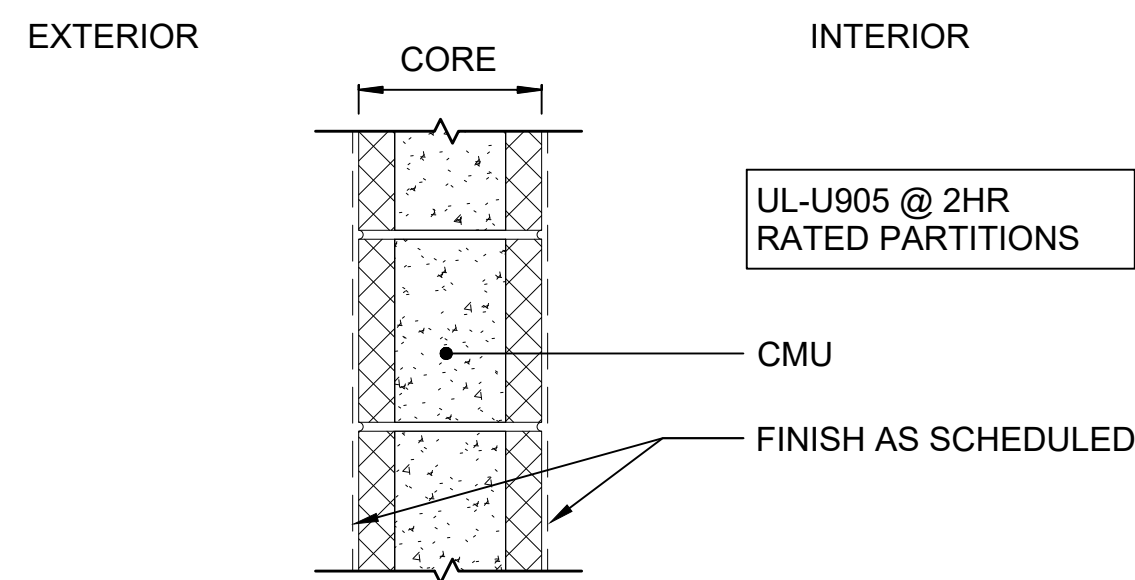 EXTERIOR
INTERIOR
CORE
UL-U905 @ 2HR
RATED PARTITIONS
CMU
FINISH AS SCHEDULED